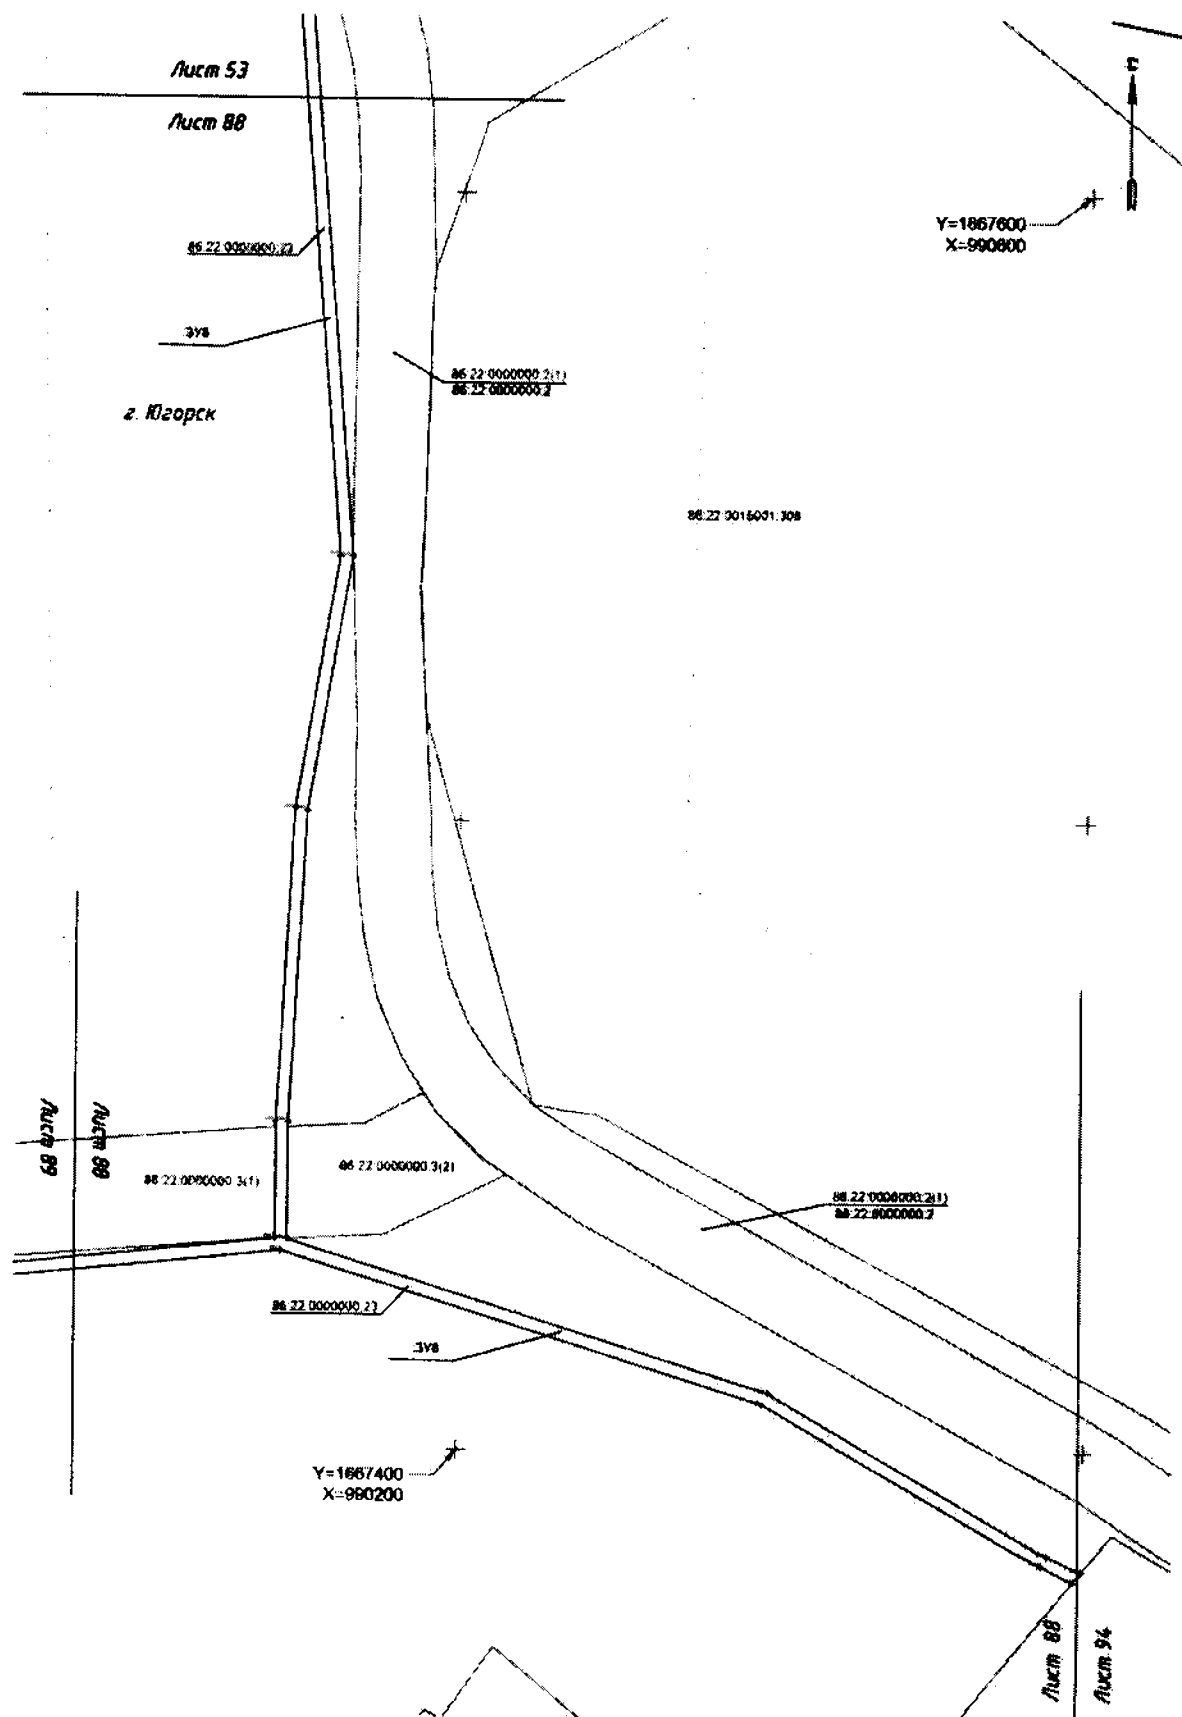 Лист 53
Лист 88
С
Y=1667600
X=990600
86:22:0000000:23
:ЗУ8
86:22:0000000:2(1)
86:22:0000000:2
г. Югорск
86:22:0015001:308
Лист 89
Лист 88
86:22:0000000:3(1)
86:22:0000000:3(2)
86:22:0000000:2(1)
86:22:0000000:2
86:22:0000000:23
:ЗУ8
Y=1667400
X=990200
Лист 88
Лист 94